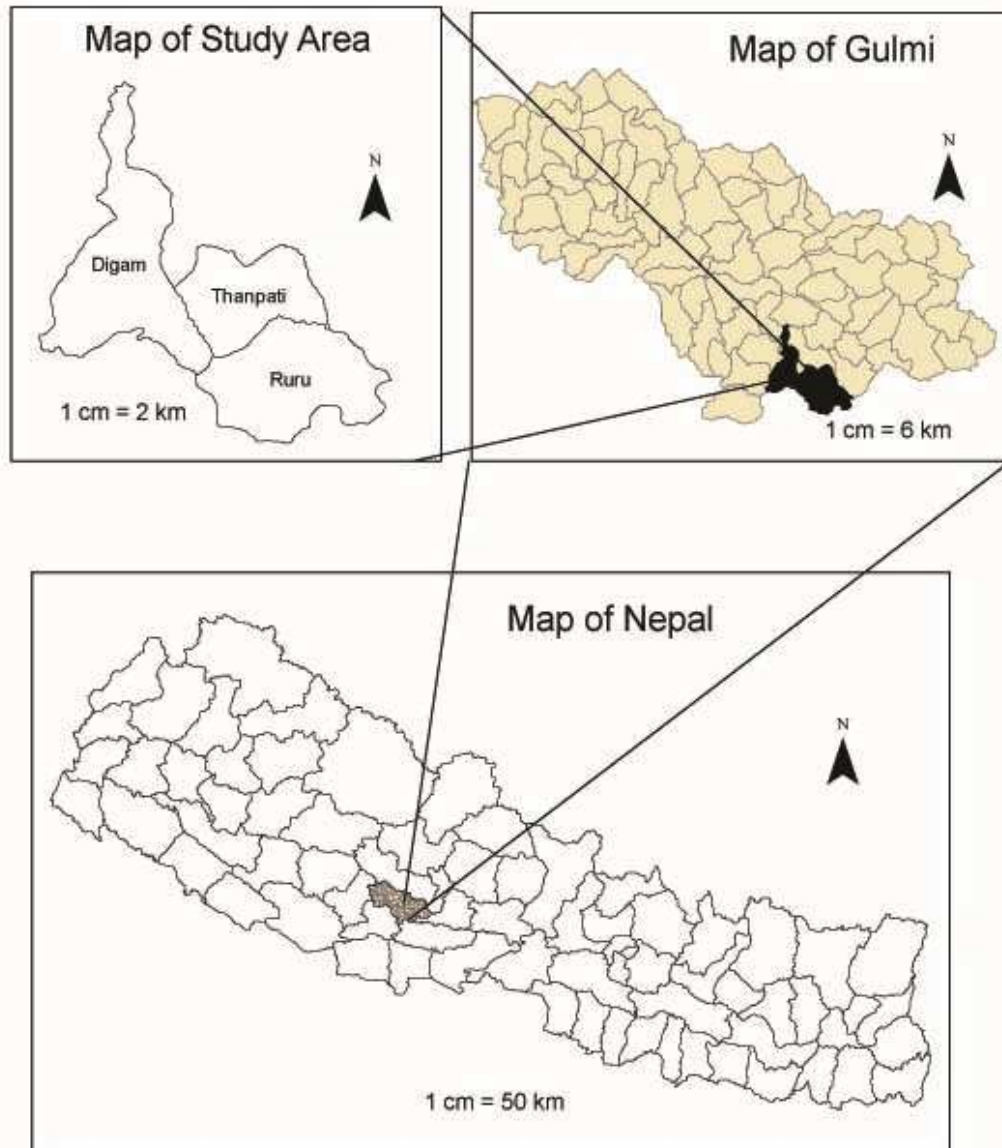 Map of Study Area
N
Digam
Thanpati
Ruru
1 cm = 2 km
Map of Gulmi
N
1 cm = 6 km
Map of Nepal
N
1 cm = 50 km